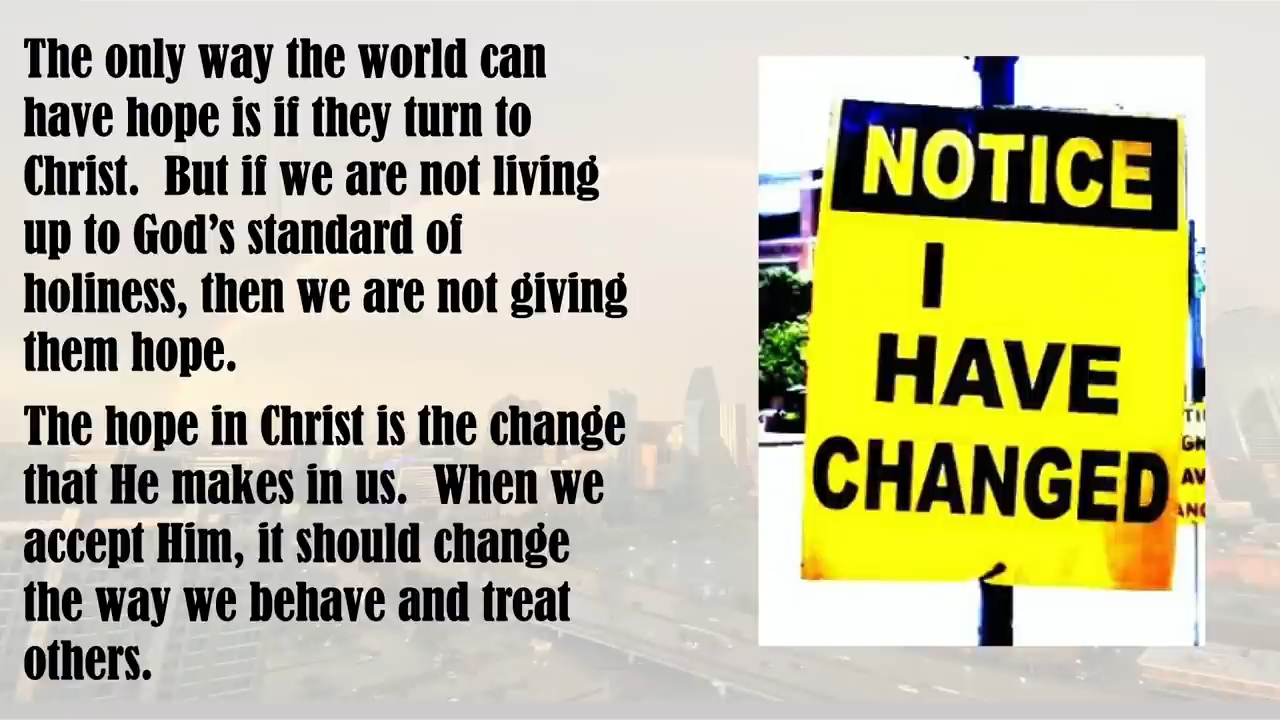 The only way the world can
have hope is if they turn to
Christ.  But if we are not living
up to God's standard of
holiness, then we are not giving
them hope.
The hope in Christ is the change
that He makes in us.  When we
accept Him, it should change
the way we behave and treat
others.
NOTICE
I
HAVE
CHANGED